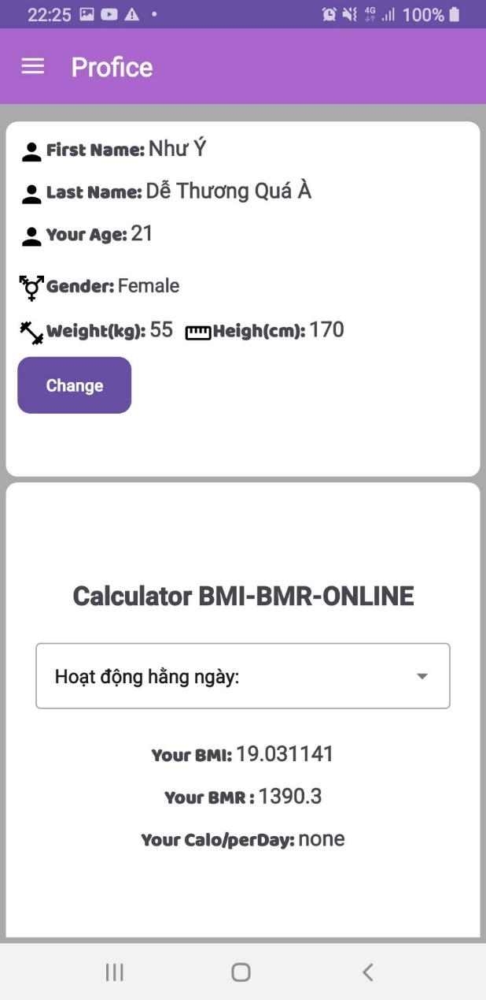 22:25 4G 100%
Profice
First Name: Như Ý
Last Name: Dễ Thương Quá À
Your Age: 21
Gender: Female
Weight(kg): 55 Heigh(cm): 170
Change
Calculator BMI-BMR-ONLINE
Hoạt động hằng ngày:
Your BMI: 19.031141
Your BMR : 1390.3
Your Calo/perDay: none